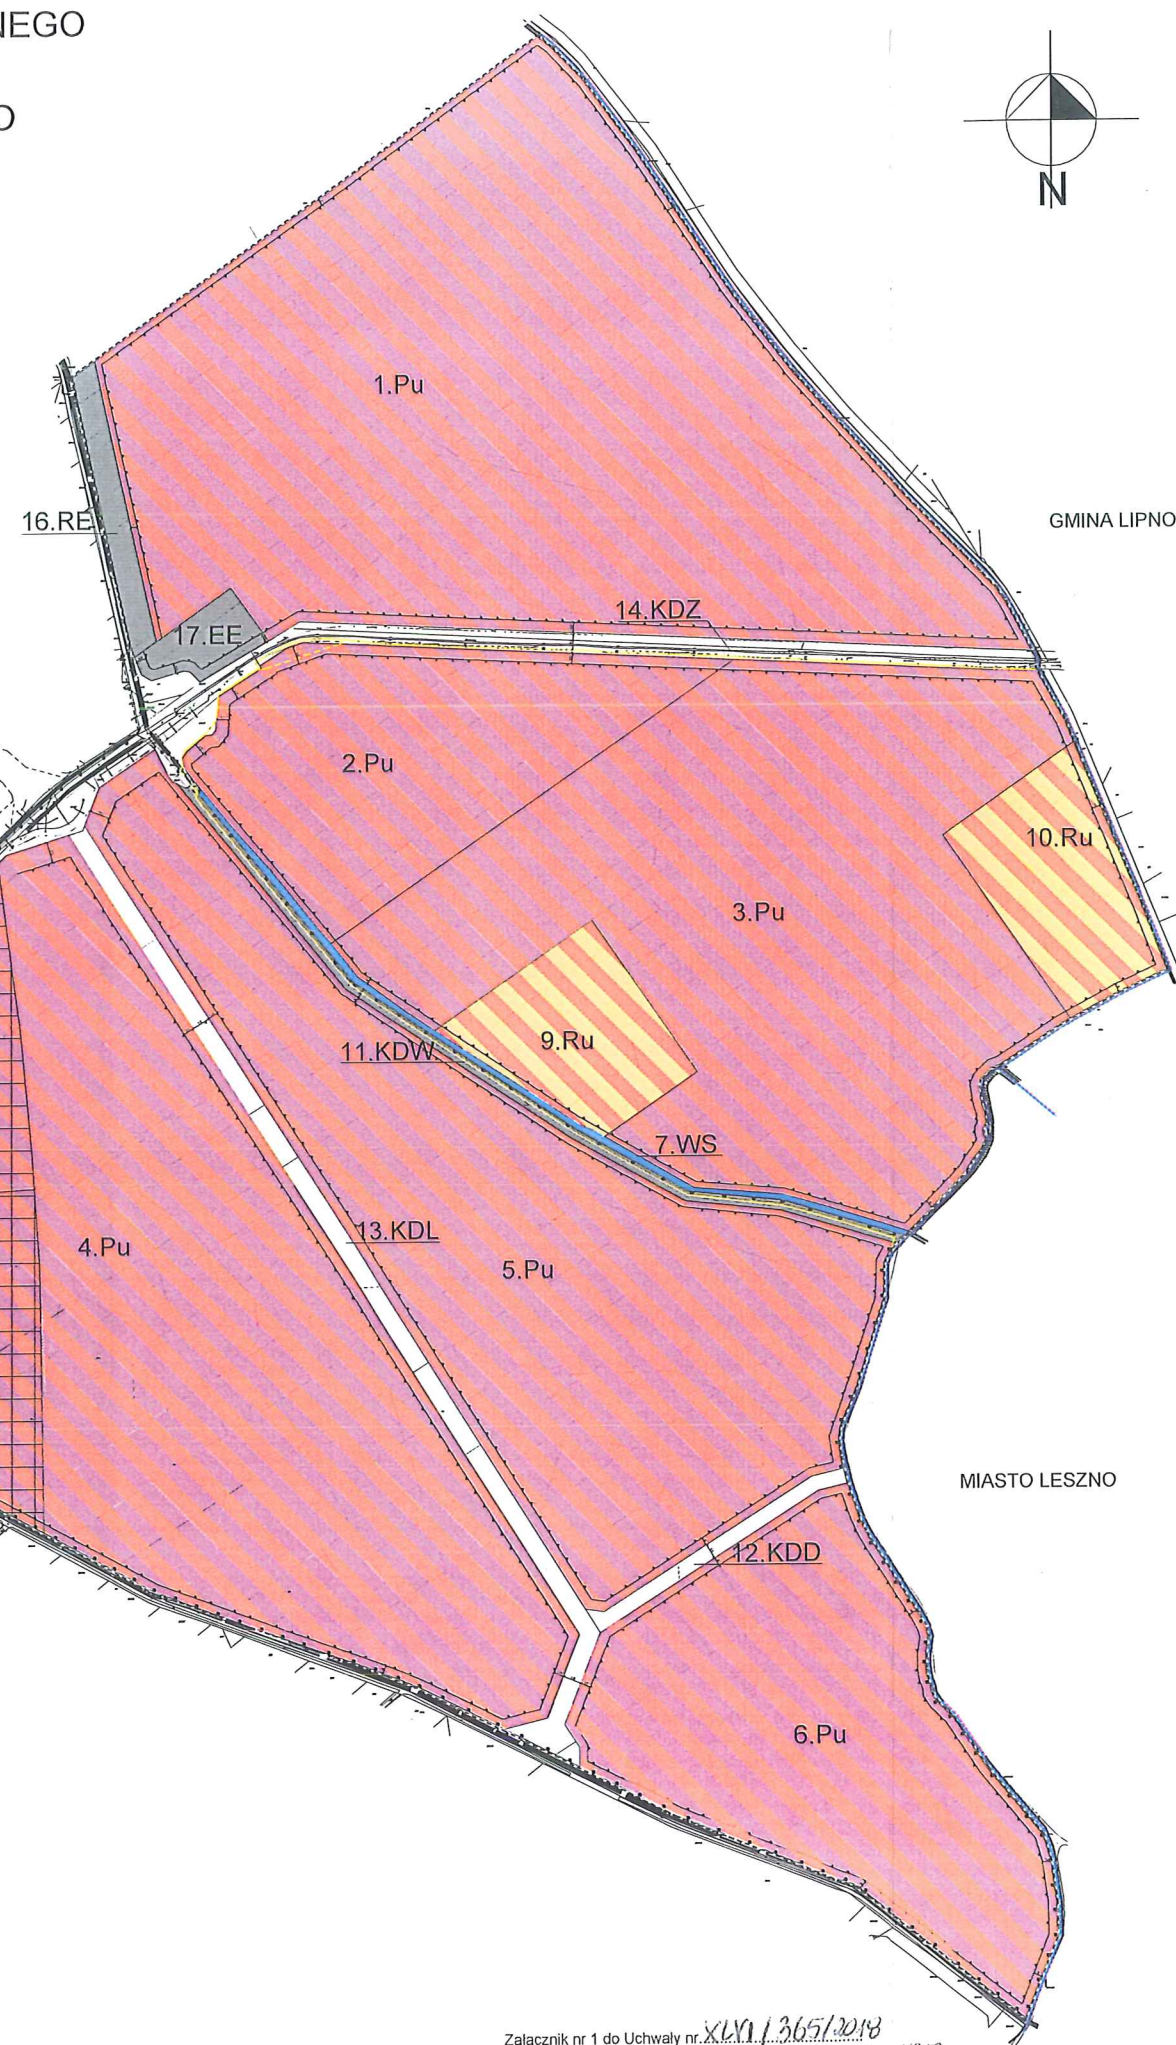 NEGO
O
N
1.Pu
16.RE
GMINA LIPNO
14.KDZ
17.EE
2.Pu
10.Ru
3.Pu
9.Ru
11.KDW
7.WS
13.KDL
4.Pu
5.Pu
MIASTO LESZNO
12.KDD
6.Pu
Załacznik nr 1 do Uchwały nr XLVI/365/2018